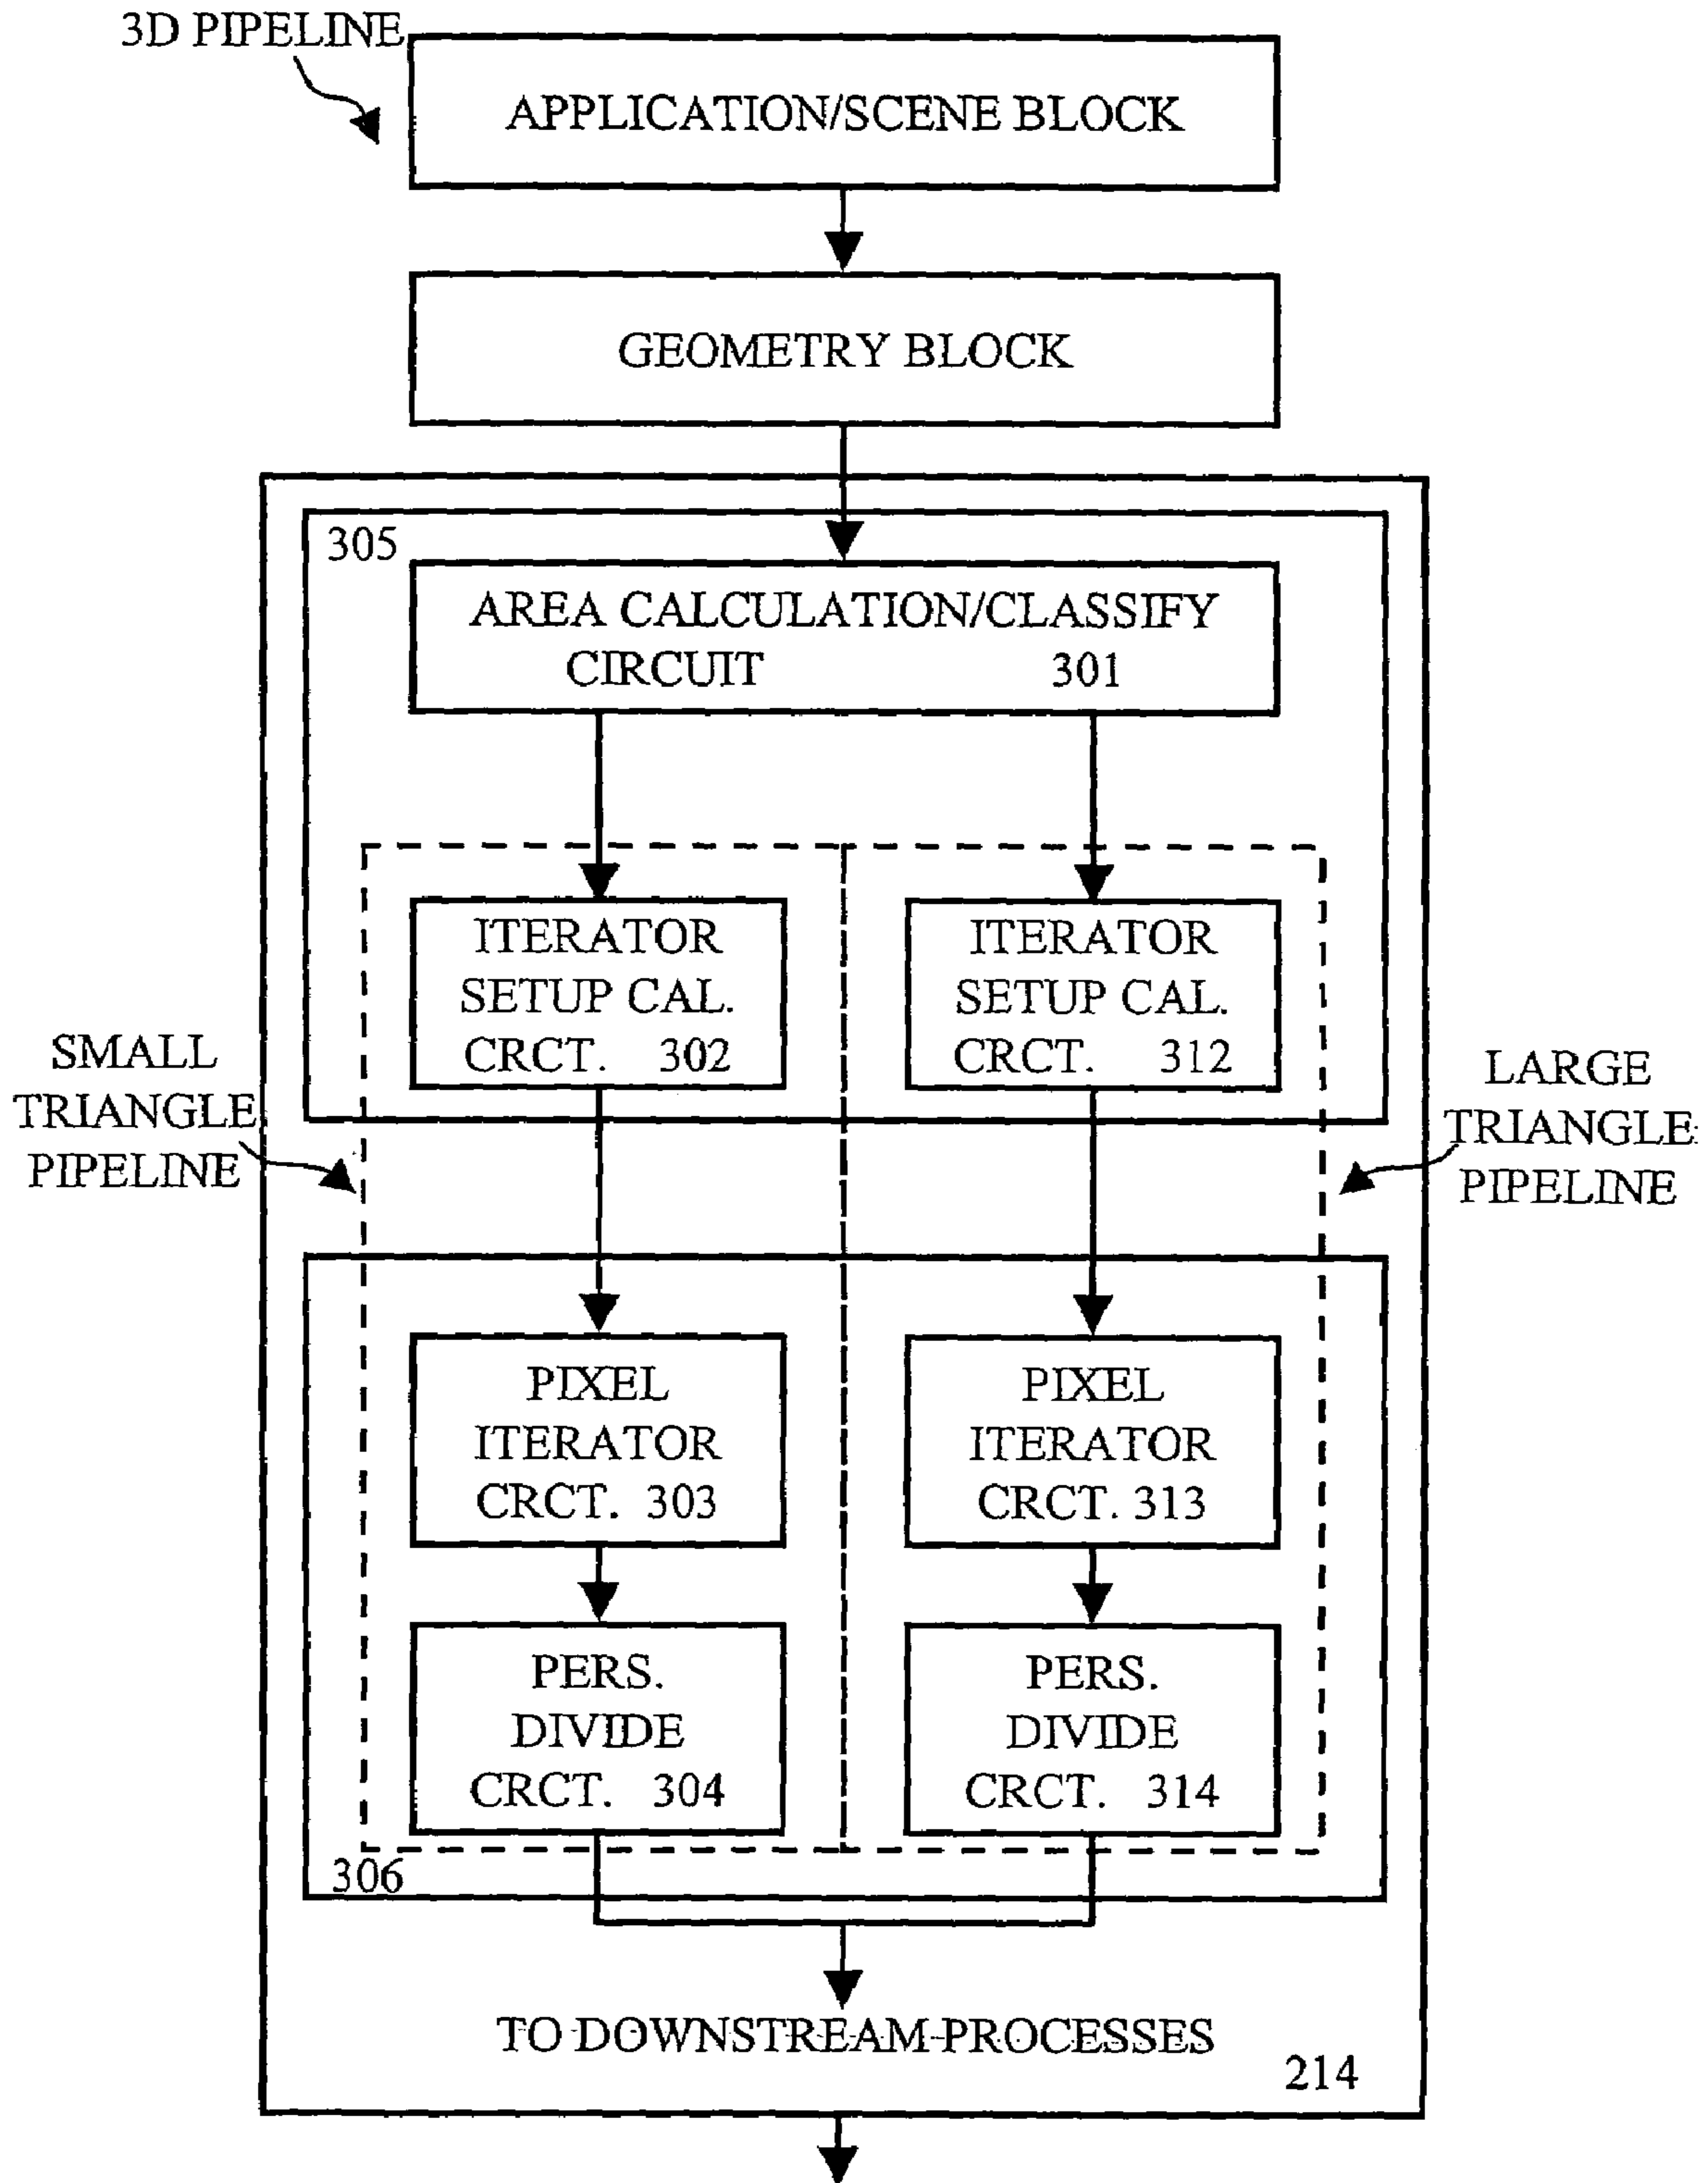 3D PIPELINE
APPLICATION/SCENE BLOCK
GEOMETRY BLOCK
305
AREA CALCULATION/CLASSIFY
CIRCUIT 301
ITERATOR
SETUP CAL.
CRCT. 302
ITERATOR
SETUP CAL.
CRCT. 312
SMALL
TRIANGLE
PIPELINE
LARGE
TRIANGLE
PIPELINE
PIXEL
ITERATOR
CRCT. 303
PIXEL
ITERATOR
CRCT. 313
PERS.
DIVIDE
CRCT. 304
PERS.
DIVIDE
CRCT. 314
306
TO DOWNSTREAM PROCESSES
214